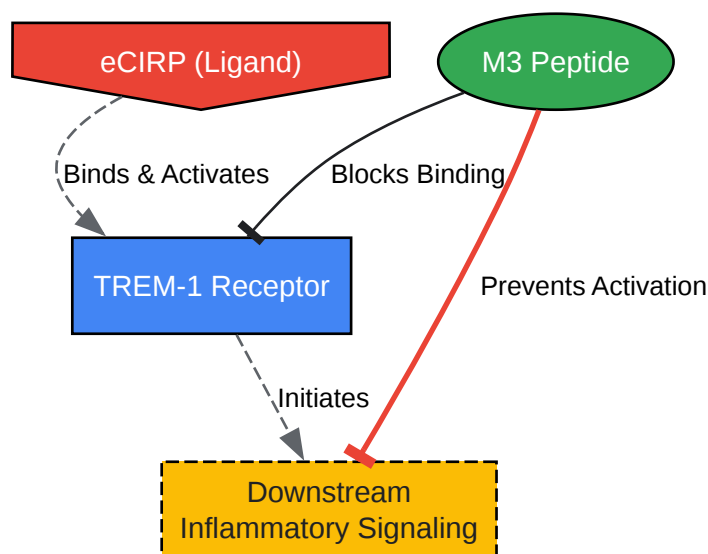 eCIRP (Ligand)
M3 Peptide
Binds & Activates
Blocks Binding
TREM-1 Receptor
Prevents Activation
Initiates
Downstream
Inflammatory Signaling